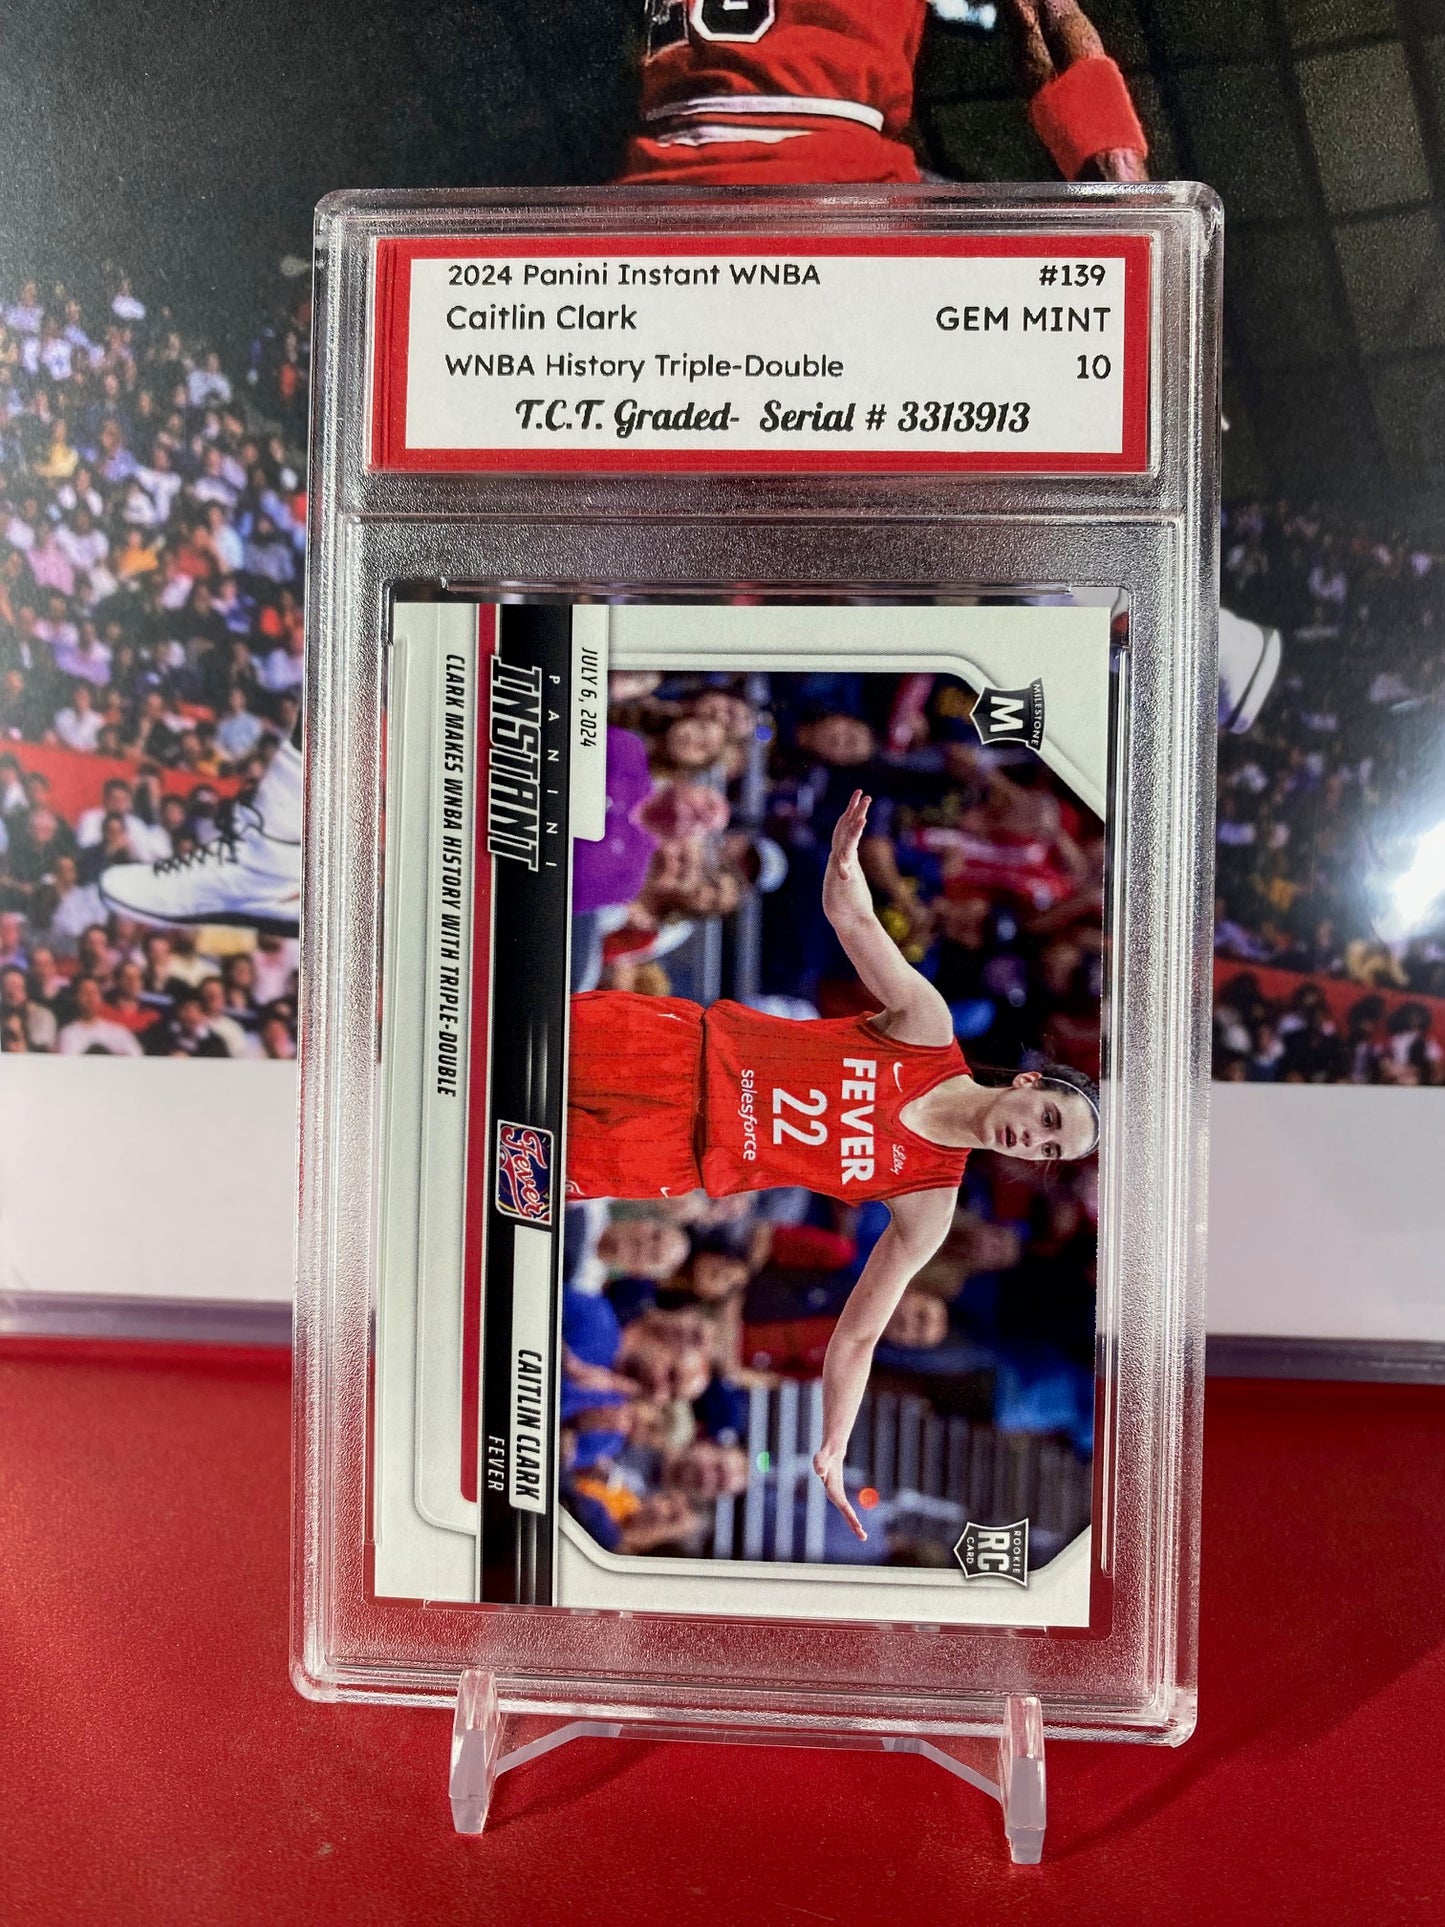 2024 Panini Instant WNBA #139
Caitlin Clark GEM MINT
WNBA History Triple-Double 10
T.C.T. Graded- Serial # 3313913
MILESTONE
M
ROOKIE
RC
CARD
FEVER
22
salesforce
Lilly
JULY 6, 2024
PANINI
INSTANT
Fever
CAITLIN CLARK
FEVER
CLARK MAKES WNBA HISTORY WITH TRIPLE-DOUBLE